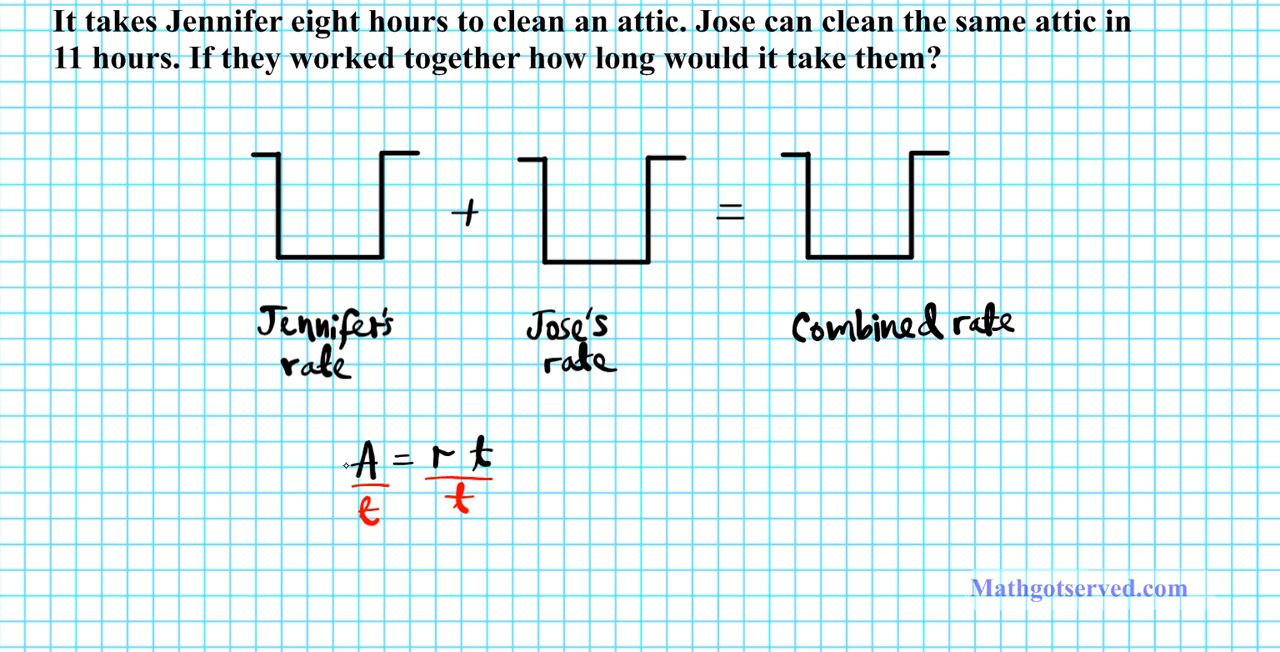 It takes Jennifer eight hours to clean an attic. Jose can clean the same attic in
11 hours. If they worked together how long would it take them?
+ =
Jennifer's Jose's Combined rate
rate rate
A = r t
t t
Mathgotserved.com